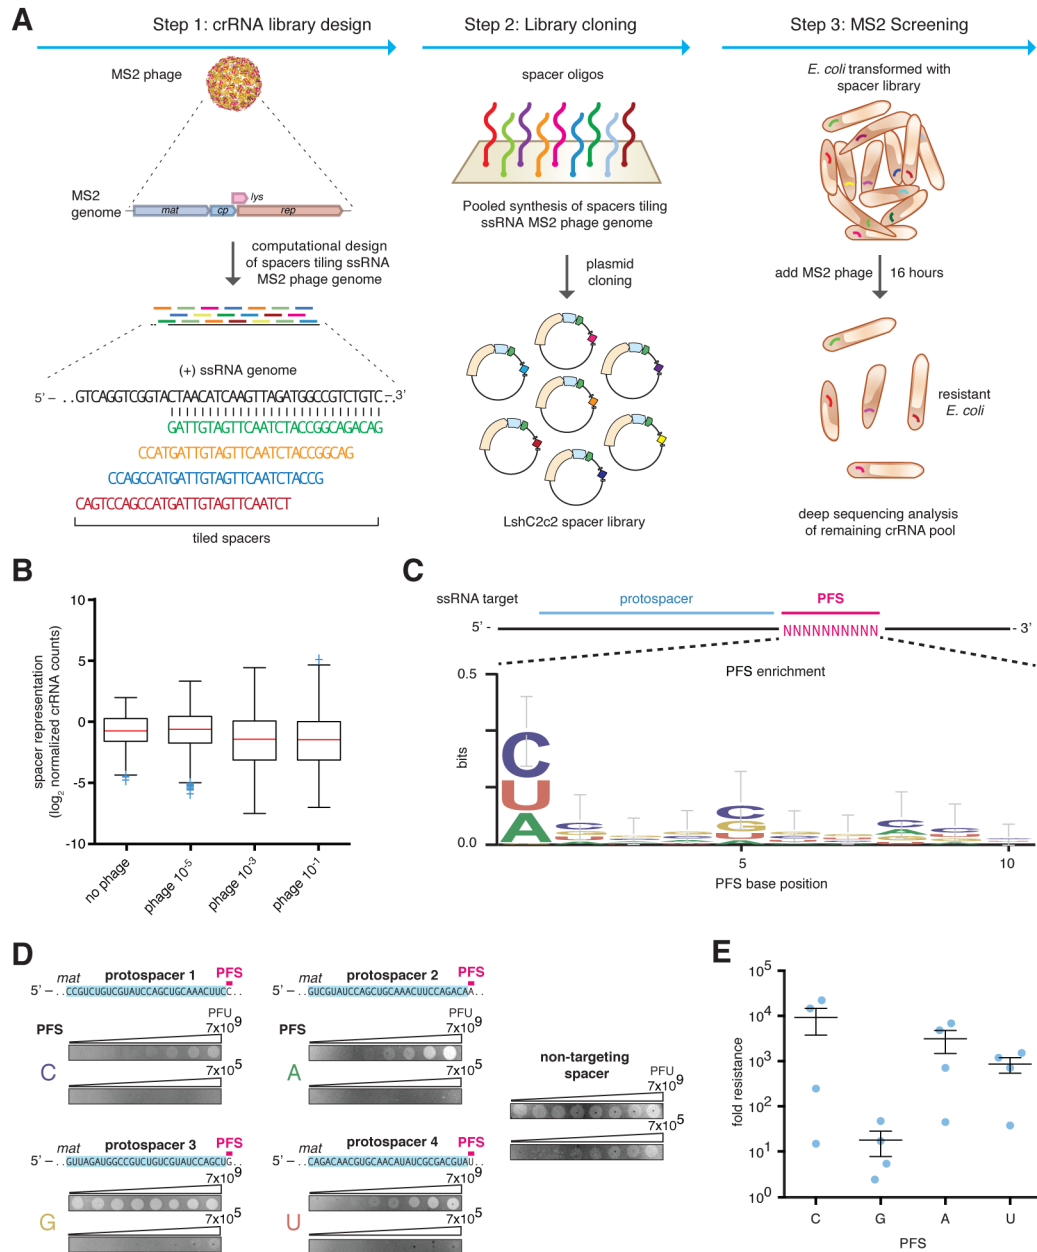 A
Step 1: crRNA library design
Step 2: Library cloning
Step 3: MS2 Screening
MS2 phage
MS2
genome
mat
cp
lys
rep
computational design
of spacers tiling ssRNA
MS2 phage genome
(+) ssRNA genome
5' – ..GTCAGGTCGGTACTAACATCAAGTTAGATGGCCGTCTGTC–.3'
GATTGTAGTTCAATCTACCGGCAGACAG
CCATGATTGTAGTTCAATCTACCGGCAG
CCAGCCATGATTGTAGTTCAATCTACCG
CAGTCCAGCCATGATTGTAGTTCAATCT
tiled spacers
spacer oligos
Pooled synthesis of spacers tiling
ssRNA MS2 phage genome
plasmid
cloning
LshC2c2 spacer library
E. coli transformed with
spacer library
add MS2 phage
16 hours
resistant
E. coli
deep sequencing analysis
of remaining crRNA pool
B
spacer representation
(log2 normalized crRNA counts)
10
5
0
-5
-10
no phage
phage 10⁻⁵
phage 10⁻³
phage 10⁻¹
C
ssRNA target
protospacer
PFS
5' -
NNNNNNNNNN
- 3'
PFS enrichment
0.5
bits
0.0
C
U
A
5
10
PFS base position
D
mat
protospacer 1
PFS
5' – ..CCGUCUGUCGUAUCCAGCUGCAAACUUCC..
PFS
PFU
7x10⁹
C
7x10⁵
mat
protospacer 2
PFS
..GUCGUAUCCAGCUGCAAACUUCCAGACAA..
PFS
PFU
7x10⁹
A
7x10⁵
non-targeting
spacer
PFU
7x10⁹
7x10⁵
mat
protospacer 3
PFS
5' – ..GUUAGAUGGCCGUCUGUCGUAUCCAGCUG..
7x10⁹
G
7x10⁵
mat
protospacer 4
PFS
5' – ..CAGACAACGUGCAACAUAUCGCGACGUAU..
7x10⁹
U
7x10⁵
E
fold resistance
10⁵
10⁴
10³
10²
10¹
10⁰
C
G
A
U
PFS